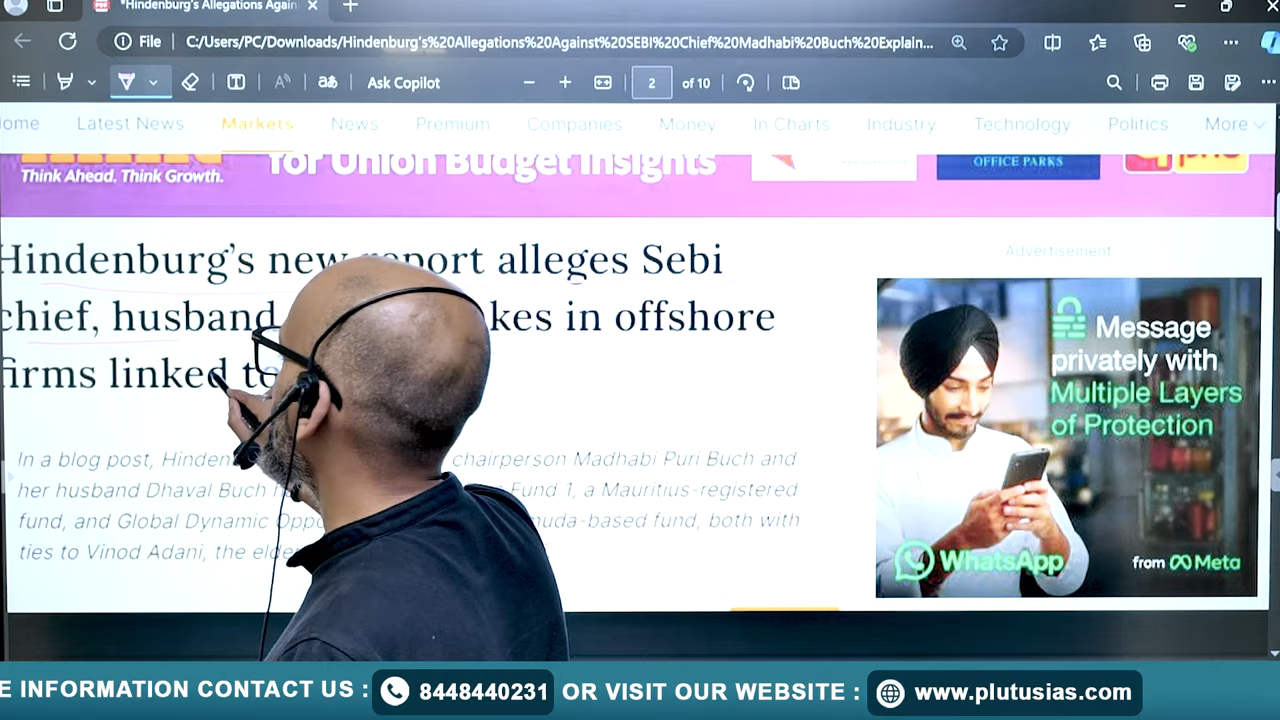 *Hindenburg's Allegations Again
File C:/Users/PC/Downloads/Hindenburg's%20Allegations%20Against%20SEBI%20Chief%20Madhabi%20Buch%20Explain...
Ask Copilot 2 of 10
ome Latest News Markets News Premium Companies Money In Charts Industry Technology Politics More
Think Ahead. Think Growth.
for Union Budget Insights
OFFICE PARKS
Hindenburg's new report alleges Sebi
chief, husband kes in offshore
firms linked to
In a blog post, Hinden chairperson Madhabi Puri Buch and
her husband Dhaval Buch h Fund 1, a Mauritius-registered
fund, and Global Dynamic Oppo muda-based fund, both with
ties to Vinod Adani, the elde
Advertisement
Message
privately with
Multiple Layers
of Protection
WhatsApp from Meta
E INFORMATION CONTACT US : 8448440231 OR VISIT OUR WEBSITE : www.plutusias.com